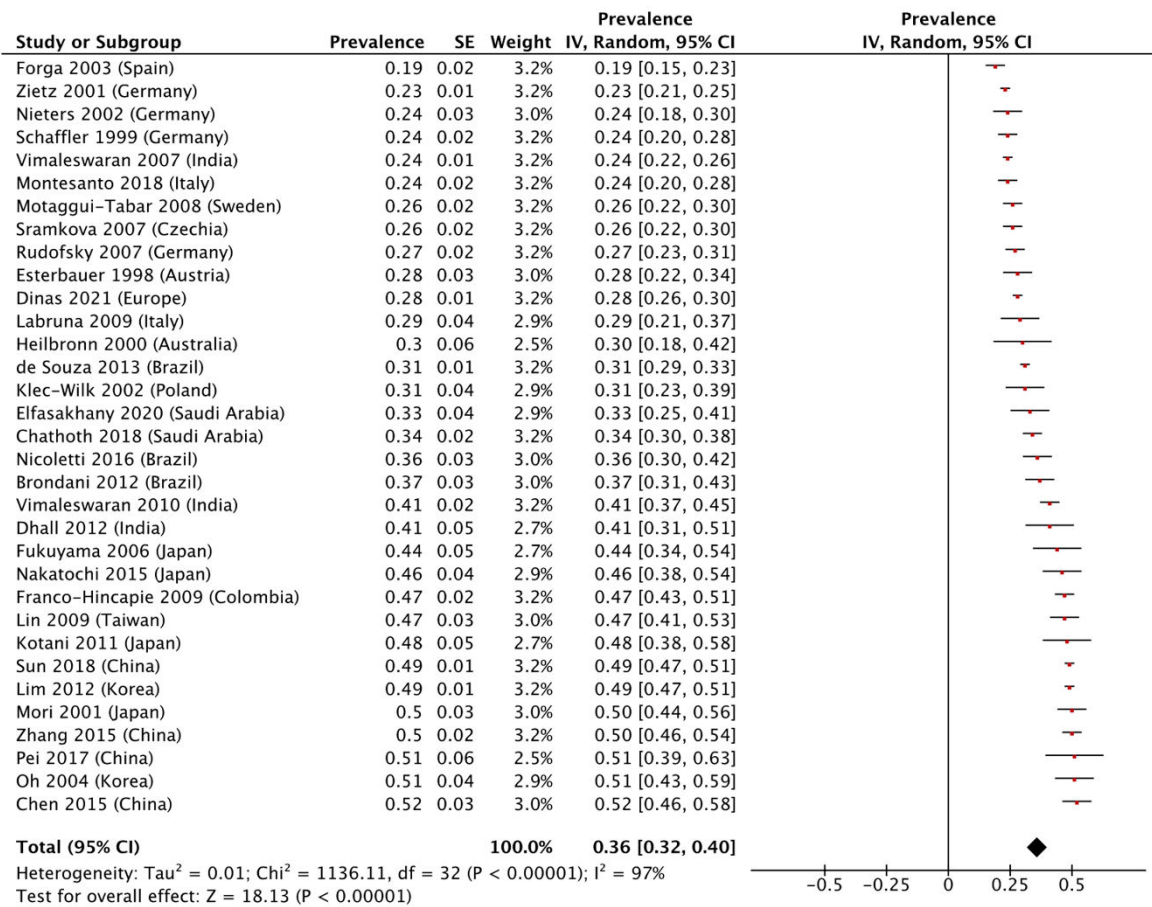 Prevalence Prevalence
Study or Subgroup Prevalence SE Weight IV, Random, 95% CI IV, Random, 95% CI
Forga 2003 (Spain) 0.19 0.02 3.2% 0.19 [0.15, 0.23]
Zietz 2001 (Germany) 0.23 0.01 3.2% 0.23 [0.21, 0.25]
Nieters 2002 (Germany) 0.24 0.03 3.0% 0.24 [0.18, 0.30]
Schaffler 1999 (Germany) 0.24 0.02 3.2% 0.24 [0.20, 0.28]
Vimaleswaran 2007 (India) 0.24 0.01 3.2% 0.24 [0.22, 0.26]
Montesanto 2018 (Italy) 0.24 0.02 3.2% 0.24 [0.20, 0.28]
Motaggui-Tabar 2008 (Sweden) 0.26 0.02 3.2% 0.26 [0.22, 0.30]
Sramkova 2007 (Czechia) 0.26 0.02 3.2% 0.26 [0.22, 0.30]
Rudofsky 2007 (Germany) 0.27 0.02 3.2% 0.27 [0.23, 0.31]
Esterbauer 1998 (Austria) 0.28 0.03 3.0% 0.28 [0.22, 0.34]
Dinas 2021 (Europe) 0.28 0.01 3.2% 0.28 [0.26, 0.30]
Labruna 2009 (Italy) 0.29 0.04 2.9% 0.29 [0.21, 0.37]
Heilbronn 2000 (Australia) 0.3 0.06 2.5% 0.30 [0.18, 0.42]
de Souza 2013 (Brazil) 0.31 0.01 3.2% 0.31 [0.29, 0.33]
Klec-Wilk 2002 (Poland) 0.31 0.04 2.9% 0.31 [0.23, 0.39]
Elfasakhany 2020 (Saudi Arabia) 0.33 0.04 2.9% 0.33 [0.25, 0.41]
Chathoth 2018 (Saudi Arabia) 0.34 0.02 3.2% 0.34 [0.30, 0.38]
Nicoletti 2016 (Brazil) 0.36 0.03 3.0% 0.36 [0.30, 0.42]
Brondani 2012 (Brazil) 0.37 0.03 3.0% 0.37 [0.31, 0.43]
Vimaleswaran 2010 (India) 0.41 0.02 3.2% 0.41 [0.37, 0.45]
Dhall 2012 (India) 0.41 0.05 2.7% 0.41 [0.31, 0.51]
Fukuyama 2006 (Japan) 0.44 0.05 2.7% 0.44 [0.34, 0.54]
Nakatochi 2015 (Japan) 0.46 0.04 2.9% 0.46 [0.38, 0.54]
Franco-Hincapie 2009 (Colombia) 0.47 0.02 3.2% 0.47 [0.43, 0.51]
Lin 2009 (Taiwan) 0.47 0.03 3.0% 0.47 [0.41, 0.53]
Kotani 2011 (Japan) 0.48 0.05 2.7% 0.48 [0.38, 0.58]
Sun 2018 (China) 0.49 0.01 3.2% 0.49 [0.47, 0.51]
Lim 2012 (Korea) 0.49 0.01 3.2% 0.49 [0.47, 0.51]
Mori 2001 (Japan) 0.5 0.03 3.0% 0.50 [0.44, 0.56]
Zhang 2015 (China) 0.5 0.02 3.2% 0.50 [0.46, 0.54]
Pei 2017 (China) 0.51 0.06 2.5% 0.51 [0.39, 0.63]
Oh 2004 (Korea) 0.51 0.04 2.9% 0.51 [0.43, 0.59]
Chen 2015 (China) 0.52 0.03 3.0% 0.52 [0.46, 0.58]
Total (95% CI) 100.0% 0.36 [0.32, 0.40]
Heterogeneity: Tau² = 0.01; Chi² = 1136.11, df = 32 (P < 0.00001); I² = 97%
Test for overall effect: Z = 18.13 (P < 0.00001)
-0.5 -0.25 0 0.25 0.5